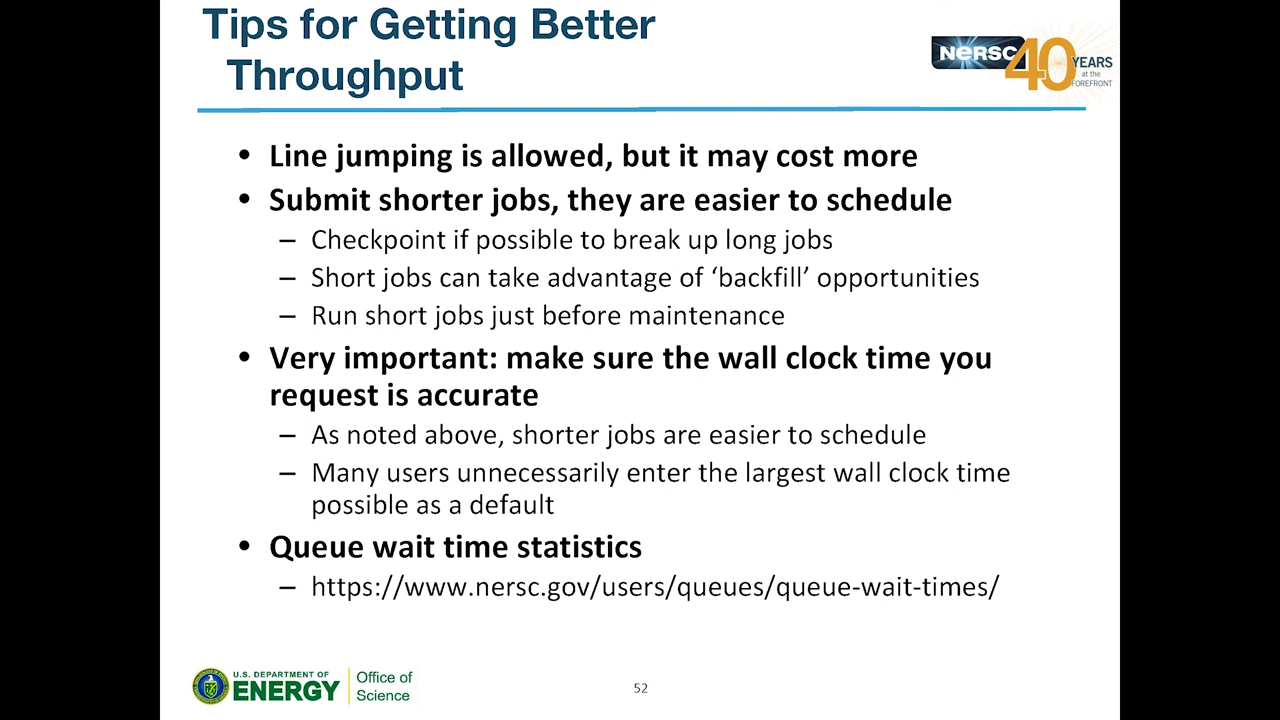 Tips for Getting Better
Throughput
NERSC
40 YEARS
at the
FOREFRONT
• Line jumping is allowed, but it may cost more
• Submit shorter jobs, they are easier to schedule
– Checkpoint if possible to break up long jobs
– Short jobs can take advantage of ‘backfill’ opportunities
– Run short jobs just before maintenance
• Very important: make sure the wall clock time you
request is accurate
– As noted above, shorter jobs are easier to schedule
– Many users unnecessarily enter the largest wall clock time
possible as a default
• Queue wait time statistics
– https://www.nersc.gov/users/queues/queue-wait-times/
U.S. DEPARTMENT OF
ENERGY
Office of
Science
52